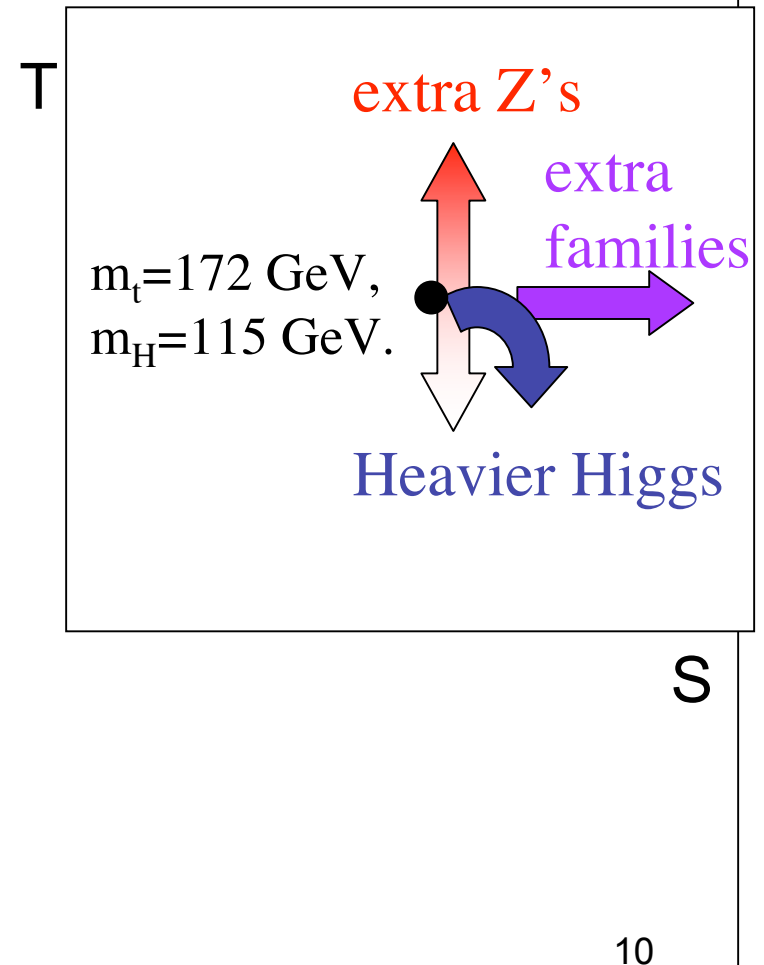 T
extra Z’s
extra
families
mt=172 GeV,
mH=115 GeV.
Heavier Higgs
S
10